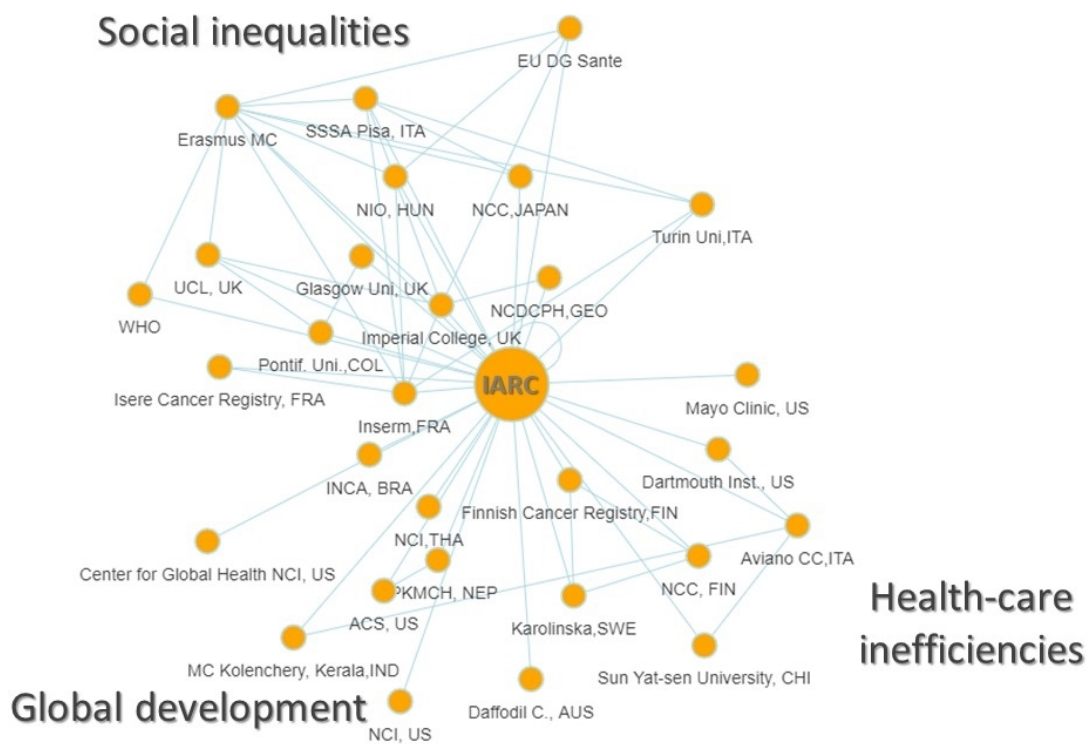 Social inequalities
EU DG Sante
Erasmus MC
SSSA Pisa, ITA
NIO, HUN
NCC,JAPAN
Turin Uni,ITA
UCL, UK
Glasgow Uni, UK
NCDCPH,GEO
WHO
Imperial College, UK
Pontif. Uni.,COL
IARC
Isere Cancer Registry, FRA
Mayo Clinic, US
Inserm,FRA
INCA, BRA
Dartmouth Inst., US
Finnish Cancer Registry,FIN
NCI,THA
Aviano CC,ITA
Center for Global Health NCI, US
PKMCH, NEP
NCC, FIN
Health-care
inefficiencies
ACS, US
Karolinska,SWE
MC Kolenchery, Kerala,IND
Sun Yat-sen University, CHI
Global development
Daffodil C., AUS
NCI, US